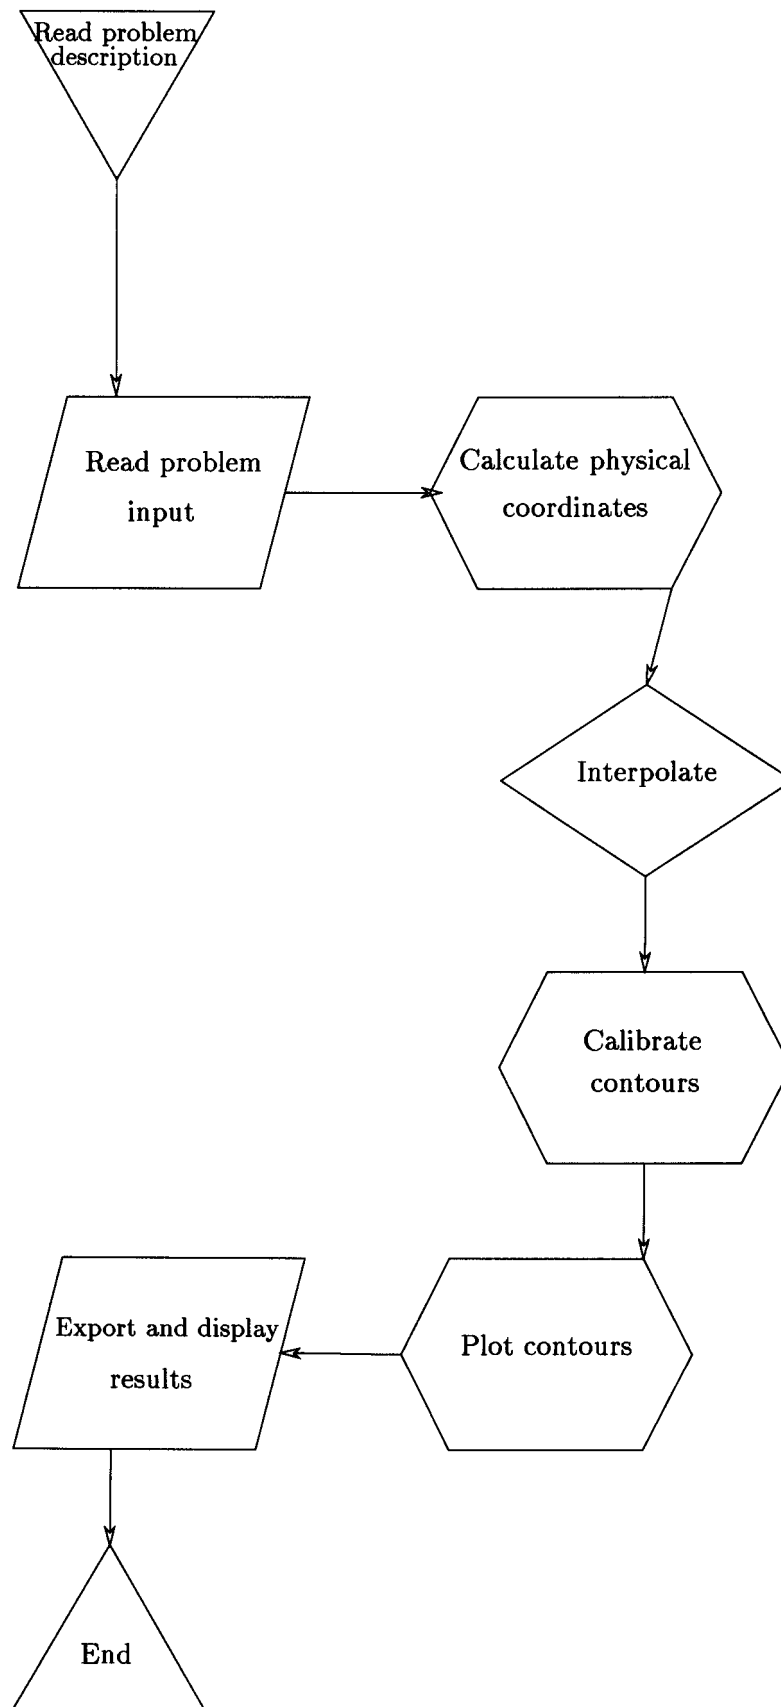 Read problem
description
Read problem
input
Calculate physical
coordinates
Interpolate
Calibrate
contours
Plot contours
Export and display
results
End